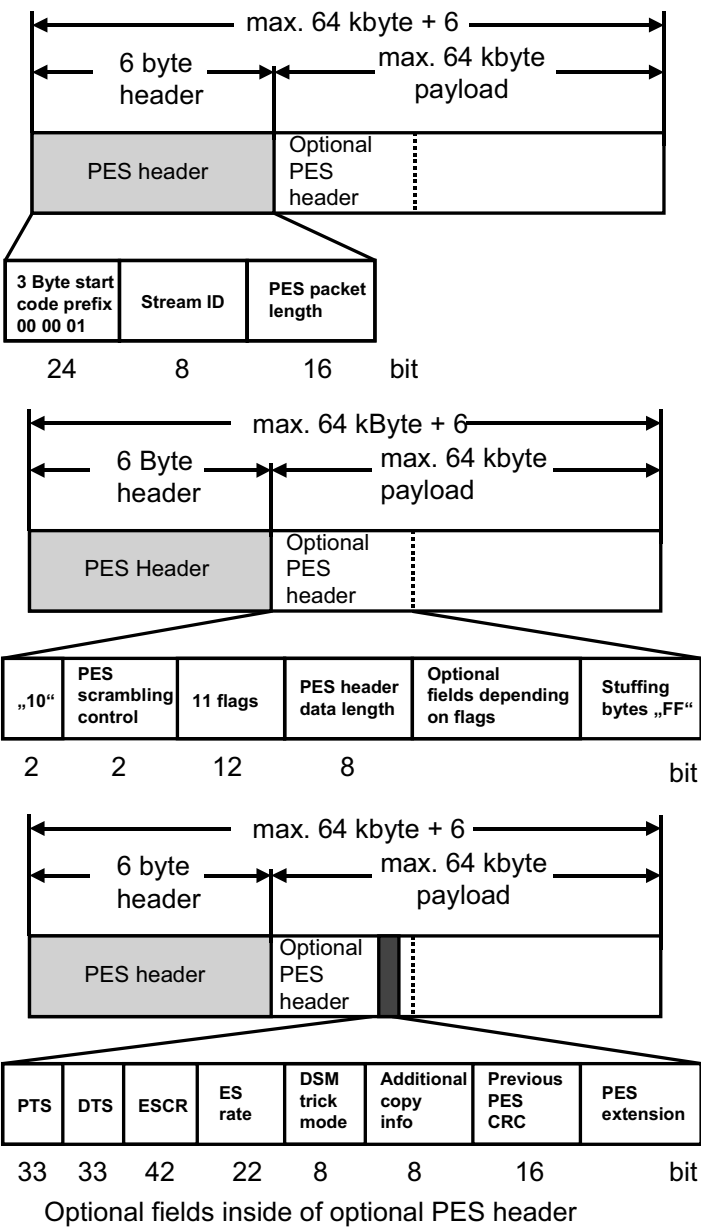 max. 64 kbyte + 6
6 byte header
max. 64 kbyte payload
PES header
Optional PES header
3 Byte start code prefix 00 00 01
Stream ID
PES packet length
24 8 16 bit
max. 64 kByte + 6
6 Byte header
max. 64 kbyte payload
PES Header
Optional PES header
„10“
PES scrambling control
11 flags
PES header data length
Optional fields depending on flags
Stuffing bytes „FF“
2 2 12 8 bit
max. 64 kbyte + 6
6 byte header
max. 64 kbyte payload
PES header
Optional PES header
PTS
DTS
ESCR
ES rate
DSM trick mode
Additional copy info
Previous PES CRC
PES extension
33 33 42 22 8 8 16 bit
Optional fields inside of optional PES header